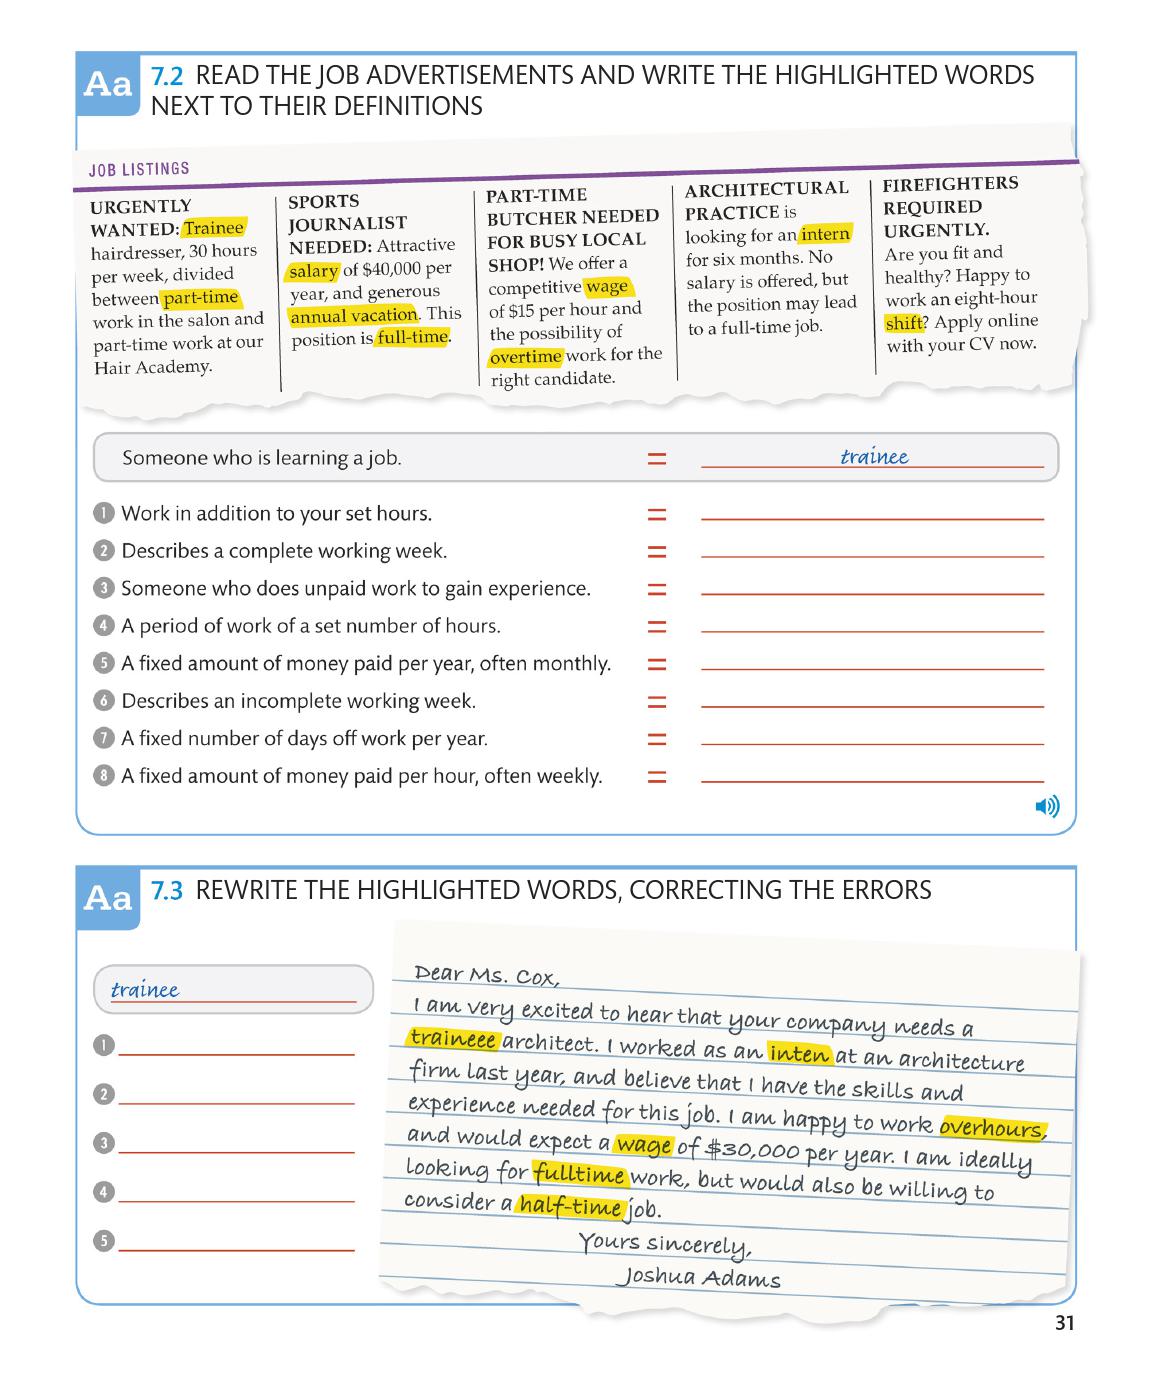 Aa
7.2 READ THE JOB ADVERTISEMENTS AND WRITE THE HIGHLIGHTED WORDS
NEXT TO THEIR DEFINITIONS
JOB LISTINGS
URGENTLY
WANTED: Trainee
hairdresser, 30 hours
per week, divided
between part-time
work in the salon and
part-time work at our
Hair Academy.
SPORTS
JOURNALIST
NEEDED: Attractive
salary of $40,000 per
year, and generous
annual vacation. This
position is full-time.
PART-TIME
BUTCHER NEEDED
FOR BUSY LOCAL
SHOP! We offer a
competitive wage
of $15 per hour and
the possibility of
overtime work for the
right candidate.
ARCHITECTURAL
PRACTICE is
looking for an intern
for six months. No
salary is offered, but
the position may lead
to a full-time job.
FIREFIGHTERS
REQUIRED
URGENTLY.
Are you fit and
healthy? Happy to
work an eight-hour
shift? Apply online
with your CV now.
Someone who is learning a job. = trainee
1 Work in addition to your set hours. =
2 Describes a complete working week. =
3 Someone who does unpaid work to gain experience. =
4 A period of work of a set number of hours. =
5 A fixed amount of money paid per year, often monthly. =
6 Describes an incomplete working week. =
7 A fixed number of days off work per year. =
8 A fixed amount of money paid per hour, often weekly. =
Aa
7.3 REWRITE THE HIGHLIGHTED WORDS, CORRECTING THE ERRORS
trainee
1
2
3
4
5
Dear Ms. Cox,
I am very excited to hear that your company needs a
traineee architect. I worked as an inten at an architecture
firm last year, and believe that I have the skills and
experience needed for this job. I am happy to work overhours,
and would expect a wage of $30,000 per year. I am ideally
looking for fulltime work, but would also be willing to
consider a half-time job.
Yours sincerely,
Joshua Adams
31